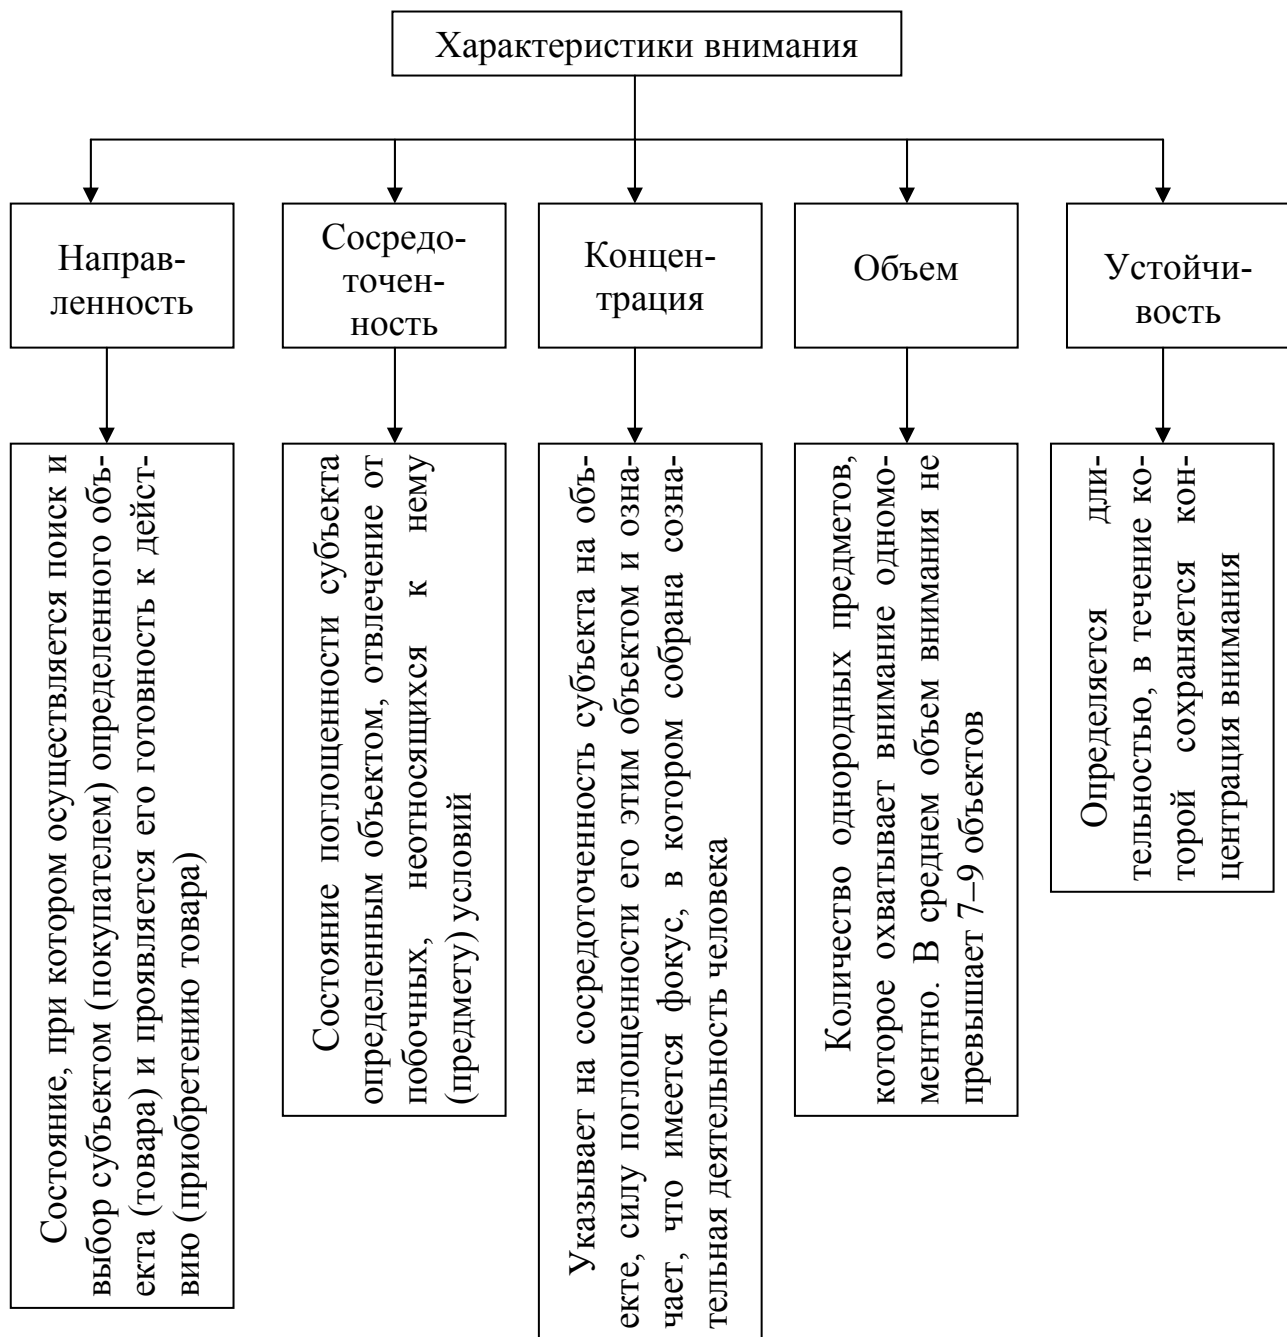 Характеристики внимания
Направ-
ленность
Сосредо-
точен-
ность
Концен-
трация
Объем
Устойчи-
вость
Состояние, при котором осуществляется поиск и
выбор субъектом (покупателем) определенного объ-
екта (товара) и проявляется его готовность к дейст-
вию (приобретению товара)
Состояние поглощенности субъекта
определенным объектом, отвлечение от
побочных, неотносящихся к нему
(предмету) условий
Указывает на сосредоточенность субъекта на объ-
екте, силу поглощенности его этим объектом и озна-
чает, что имеется фокус, в котором собрана созна-
тельная деятельность человека
Количество однородных предметов,
которое охватывает внимание одномо-
ментно. В среднем объем внимания не
превышает 7–9 объектов
Определяется дли-
тельностью, в течение ко-
торой сохраняется кон-
центрация внимания